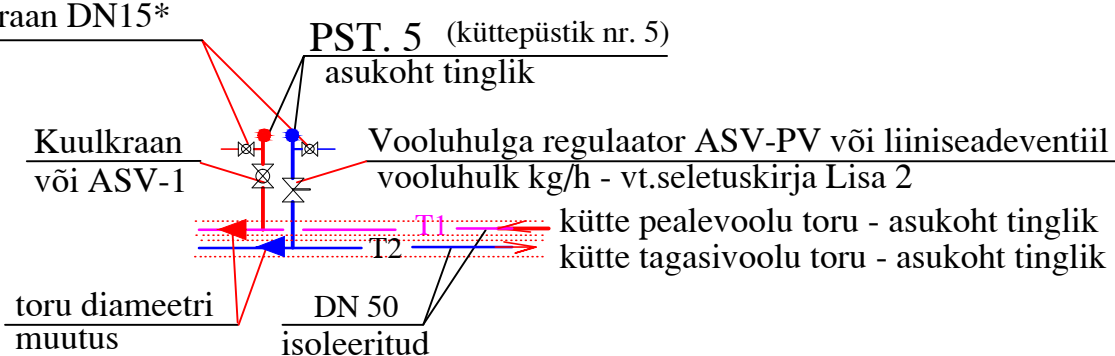 raan DN15*
PST. 5 (küttepüstik nr. 5)
asukoht tinglik
Kuulkraan
või ASV-1
Vooluhulga regulaator ASV-PV või liiniseadeventiil
vooluhulk kg/h - vt.seletuskirja Lisa 2
T1
kütte pealevoolu toru - asukoht tinglik
T2
kütte tagasivoolu toru - asukoht tinglik
toru diameetri
muutus
DN 50
isoleeritud